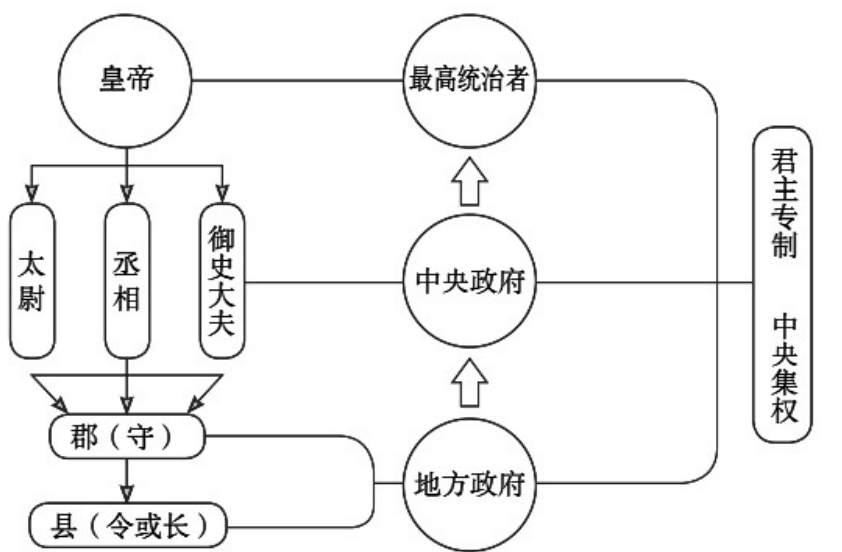 皇帝
最高统治者
太尉
丞相
御史大夫
中央政府
君主专制 中央集权
郡（守）
县（令或长）
地方政府